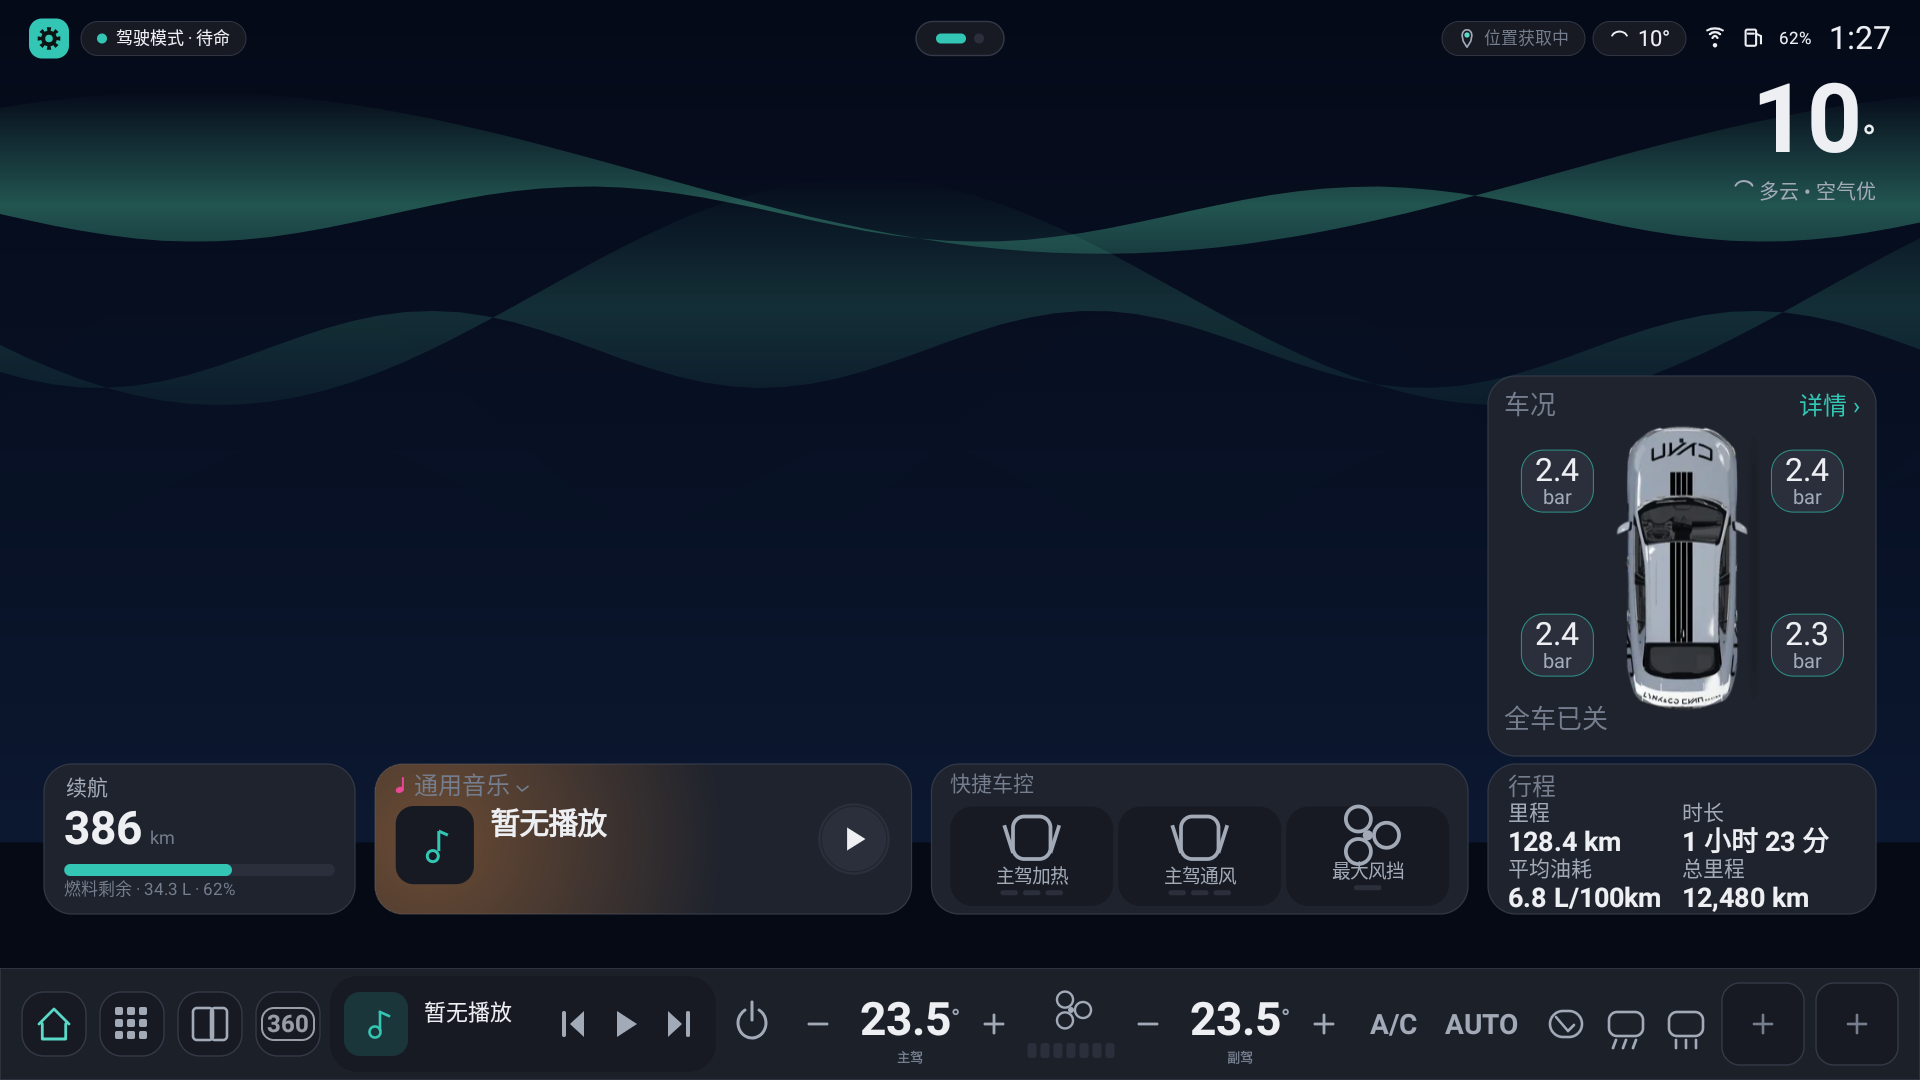 驾驶模式 · 待命
位置获取中
10°
62%
1:27
10°
多云 • 空气优
车况
详情 ›
2.4
bar
2.4
bar
2.4
bar
2.3
bar
全车已关
续航
386 km
燃料剩余 · 34.3 L · 62%
通用音乐
暂无播放
快捷车控
主驾加热
主驾通风
最大风挡
行程
里程
128.4 km
时长
1 小时 23 分
平均油耗
6.8 L/100km
总里程
12,480 km
360
暂无播放
23.5°
主驾
23.5°
副驾
A/C
AUTO